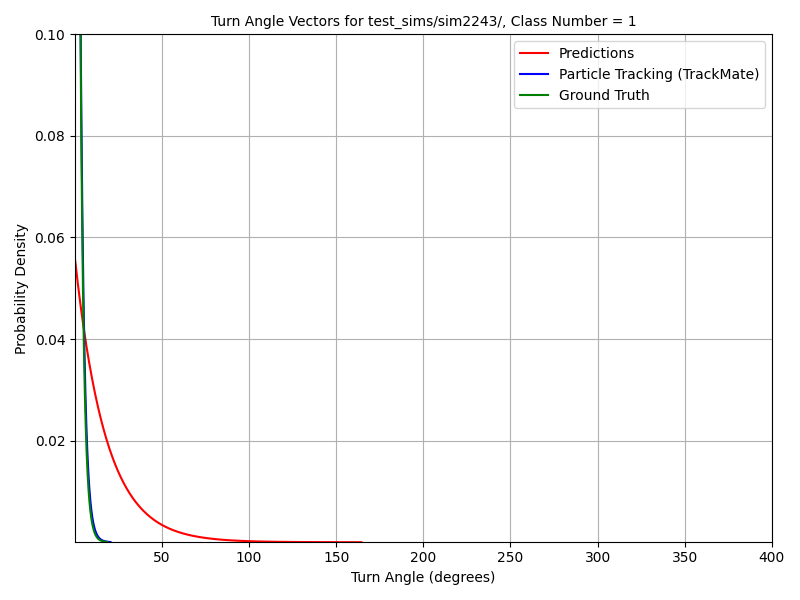 Turn Angle Vectors for test_sims/sim2243/, Class Number = 1
Predictions
Particle Tracking (TrackMate)
Ground Truth
Probability Density
0.10
0.08
0.06
0.04
0.02
50 100 150 200 250 300 350 400
Turn Angle (degrees)